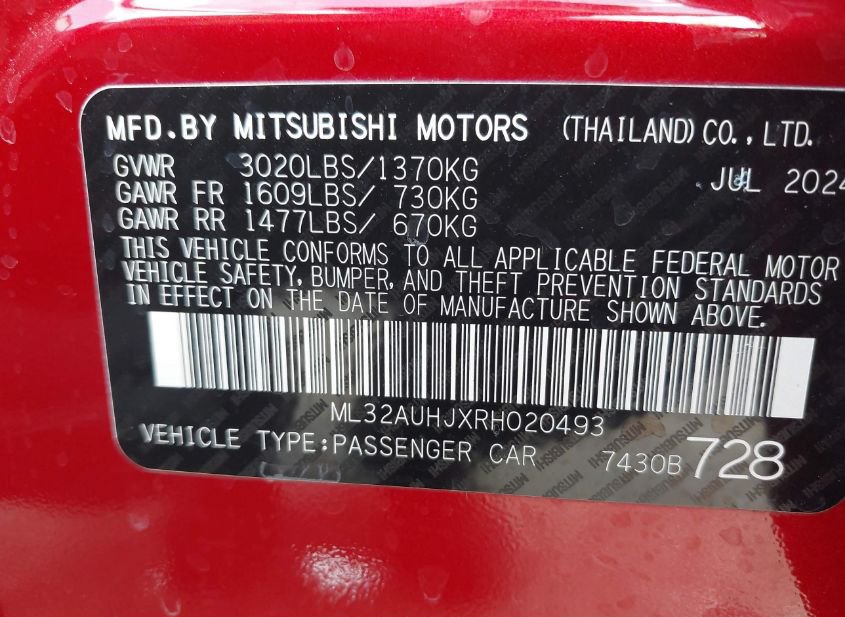 MFD.BY MITSUBISHI MOTORS (THAILAND)CO.,LTD.
GVWR 3020LBS/1370KG JUL 2024
GAWR FR 1609LBS/ 730KG
GAWR RR 1477LBS/ 670KG
THIS VEHICLE CONFORMS TO ALL APPLICABLE FEDERAL MOTOR
VEHICLE SAFETY, BUMPER, AND THEFT PREVENTION STANDARDS
IN EFFECT ON THE DATE OF MANUFACTURE SHOWN ABOVE.
ML32AUHJXRH020493
VEHICLE TYPE:PASSENGER CAR 7430B 728